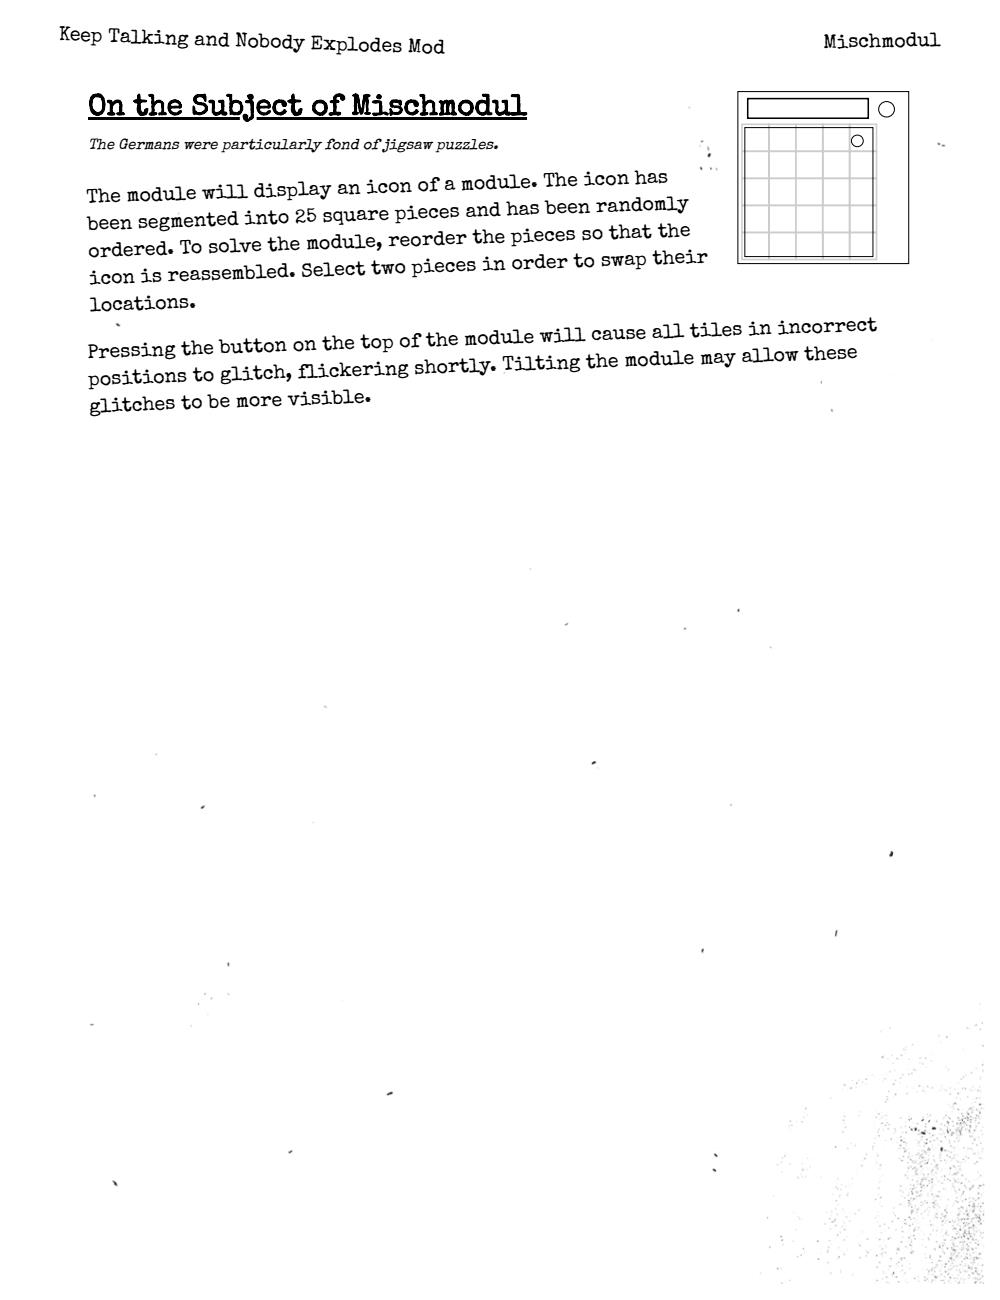 Keep Talking and Nobody Explodes Mod
Mischmodul
On the Subject of Mischmodul
The Germans were particularly fond of jigsaw puzzles.
The module will display an icon of a module. The icon has
been segmented into 25 square pieces and has been randomly
ordered. To solve the module, reorder the pieces so that the
icon is reassembled. Select two pieces in order to swap their
locations.
Pressing the button on the top of the module will cause all tiles in incorrect
positions to glitch, flickering shortly. Tilting the module may allow these
glitches to be more visible.